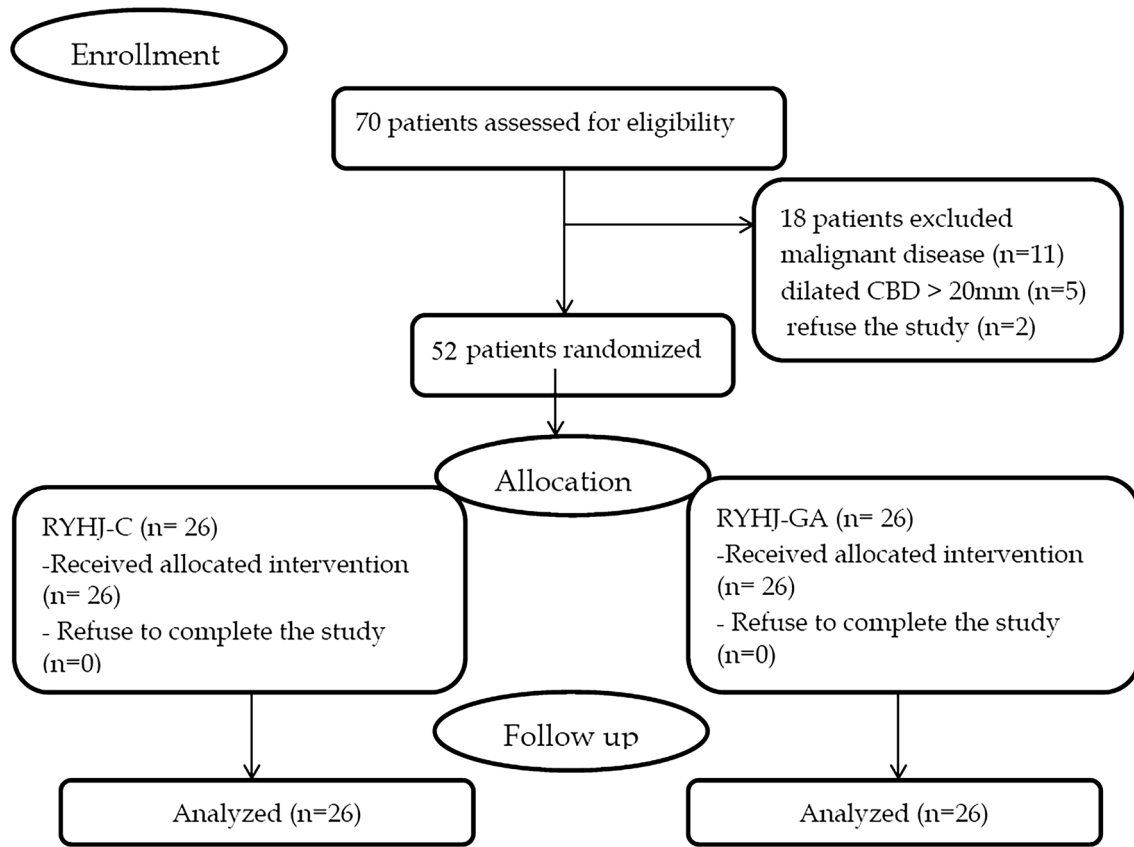 Enrollment
70 patients assessed for eligibility
18 patients excluded
malignant disease (n=11)
dilated CBD > 20mm (n=5)
refuse the study (n=2)
52 patients randomized
Allocation
RYHJ-C (n= 26)
-Received allocated intervention
(n= 26)
- Refuse to complete the study
(n=0)
RYHJ-GA (n= 26)
-Received allocated intervention
(n= 26)
- Refuse to complete the study
(n=0)
Follow up
Analyzed (n=26)
Analyzed (n=26)